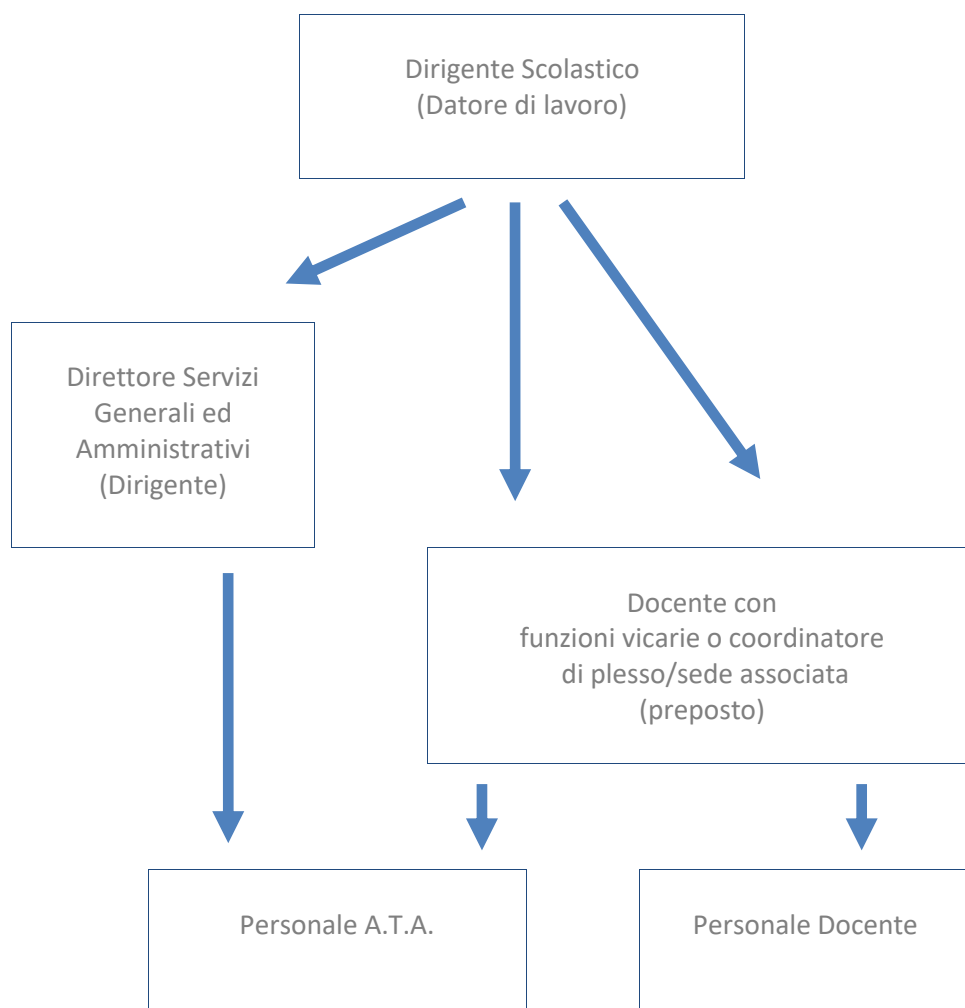 Dirigente Scolastico
(Datore di lavoro)
Direttore Servizi
Generali ed
Amministrativi
(Dirigente)
Docente con
funzioni vicarie o coordinatore
di plesso/sede associata
(preposto)
Personale A.T.A.
Personale Docente